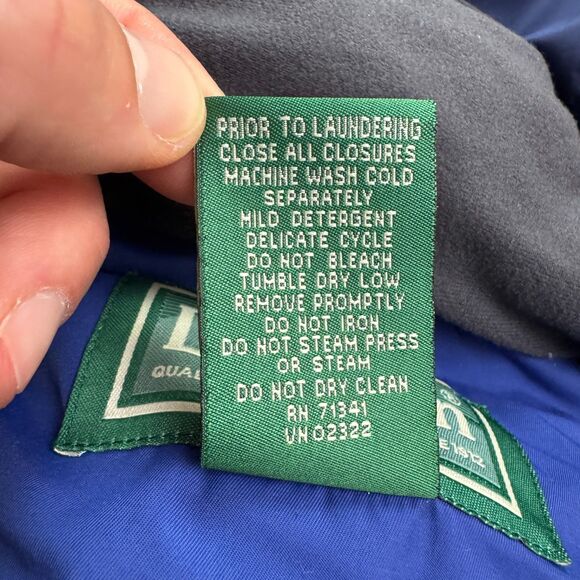 PRIOR TO LAUNDERING
CLOSE ALL CLOSURES
MACHINE WASH COLD
SEPARATELY
MILD DETERGENT
DELICATE CYCLE
DO NOT BLEACH
TUMBLE DRY LOW
REMOVE PROMPTLY
DO NOT IRON
DO NOT STEAM PRESS
OR STEAM
DO NOT DRY CLEAN
RN 71341
VN 02322